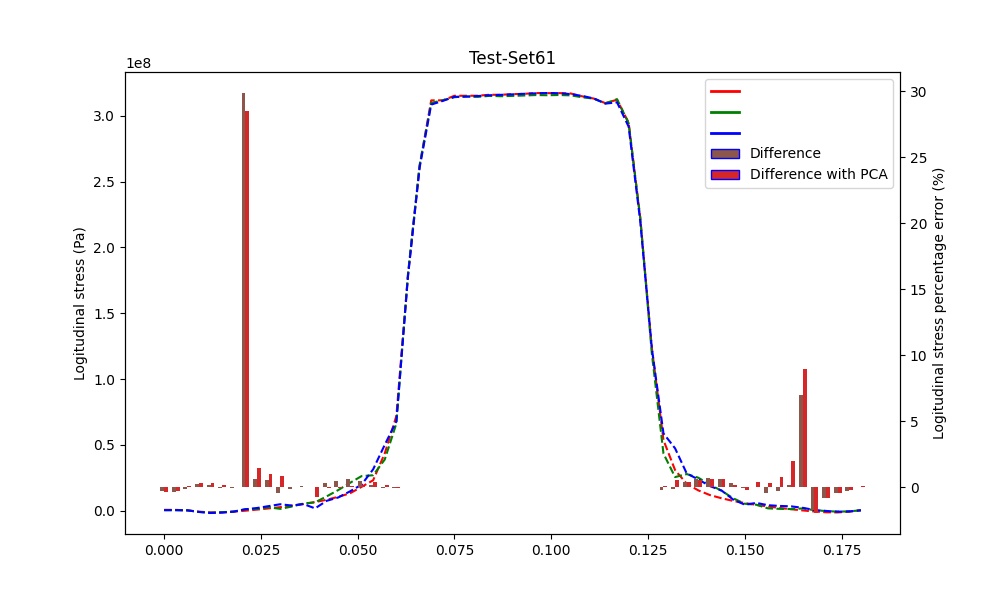 Test-Set61
1e8
Logitudinal stress (Pa)
3.0
2.5
2.0
1.5
1.0
0.5
0.0
Difference
Difference with PCA
30
25
20
15
10
5
0
Logitudinal stress percentage error (%)
0.000 0.025 0.050 0.075 0.100 0.125 0.150 0.175